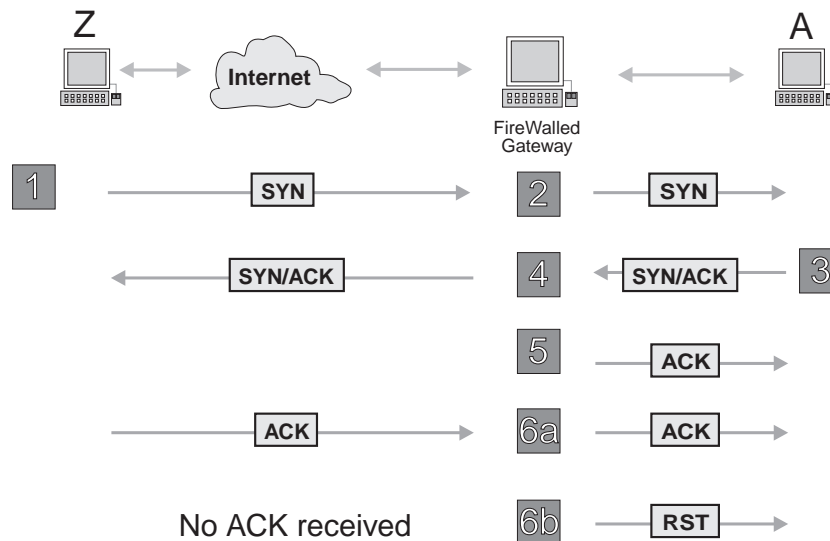 Z
A
Internet
FireWalled
Gateway
1
SYN
2
SYN
SYN/ACK
4
SYN/ACK
3
5
ACK
ACK
6a
ACK
No ACK received
6b
RST